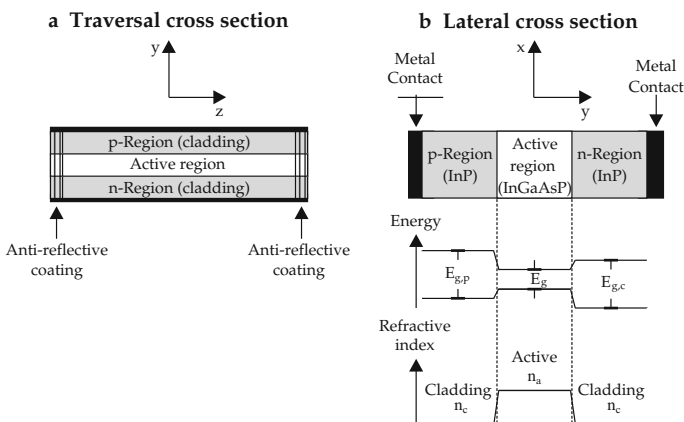 a Traversal cross section
y
z
p-Region (cladding)
Active region
n-Region (cladding)
Anti-reflective
coating
Anti-reflective
coating
b Lateral cross section
x
y
Metal
Contact
Metal
Contact
p-Region
(InP)
Active
region
(InGaAsP)
n-Region
(InP)
Energy
E_{g,p}
E_g
E_{g,c}
Refractive
index
Active
n_a
Cladding
n_c
Cladding
n_c